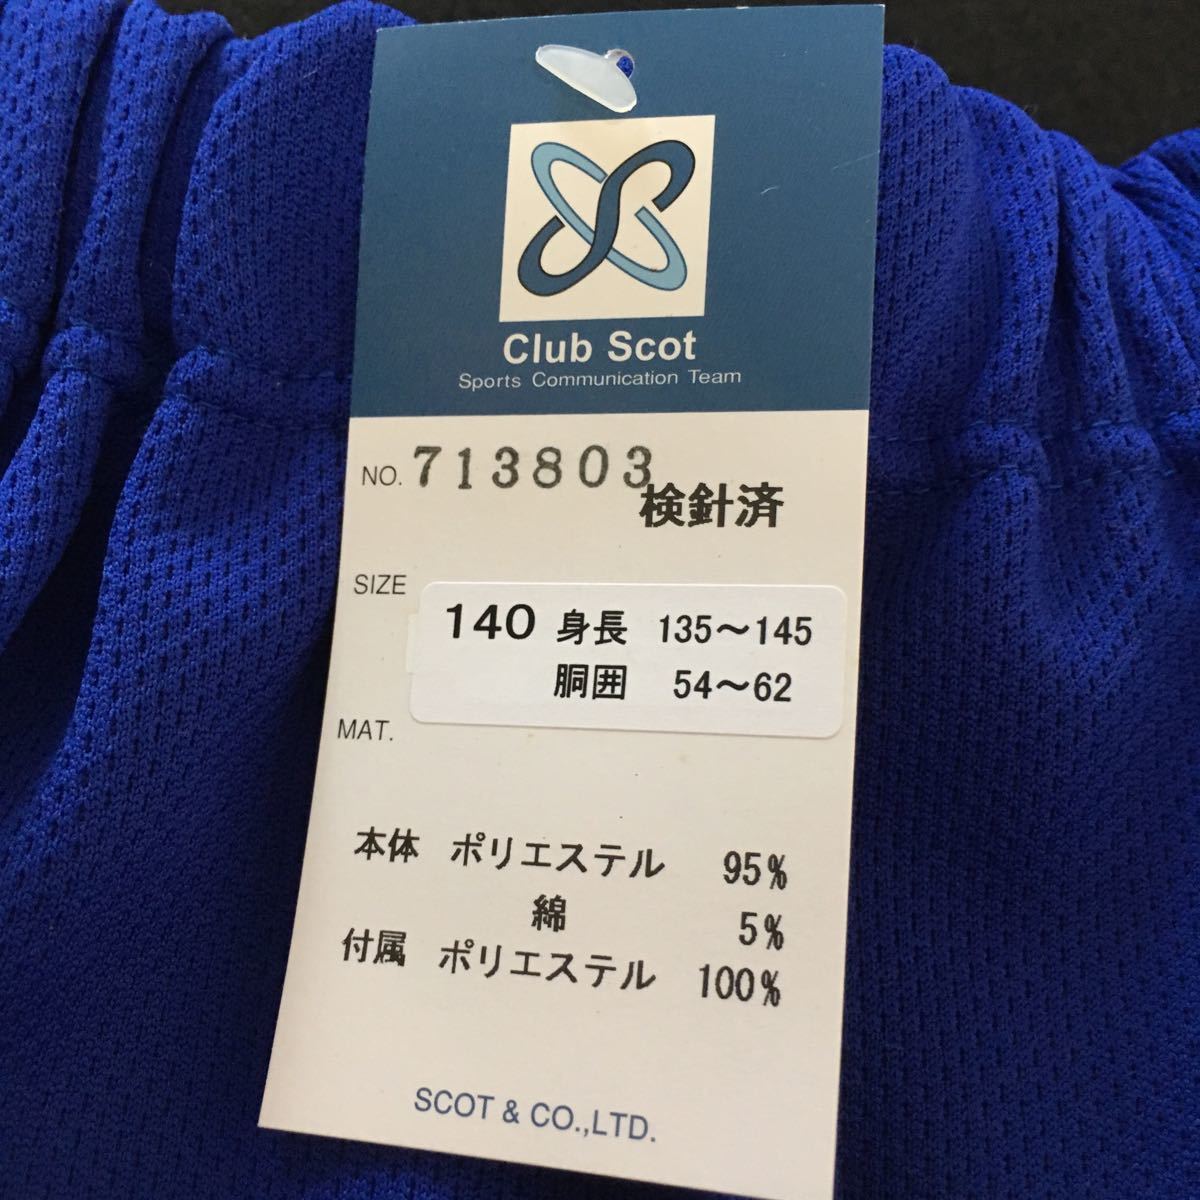 Club Scot
Sports Communication Team
NO. 713803
検針済
SIZE
140 身長 135～145
胴囲 54～62
MAT.
本体 ポリエステル 95%
綿 5%
付属 ポリエステル 100%
SCOT & CO.,LTD.